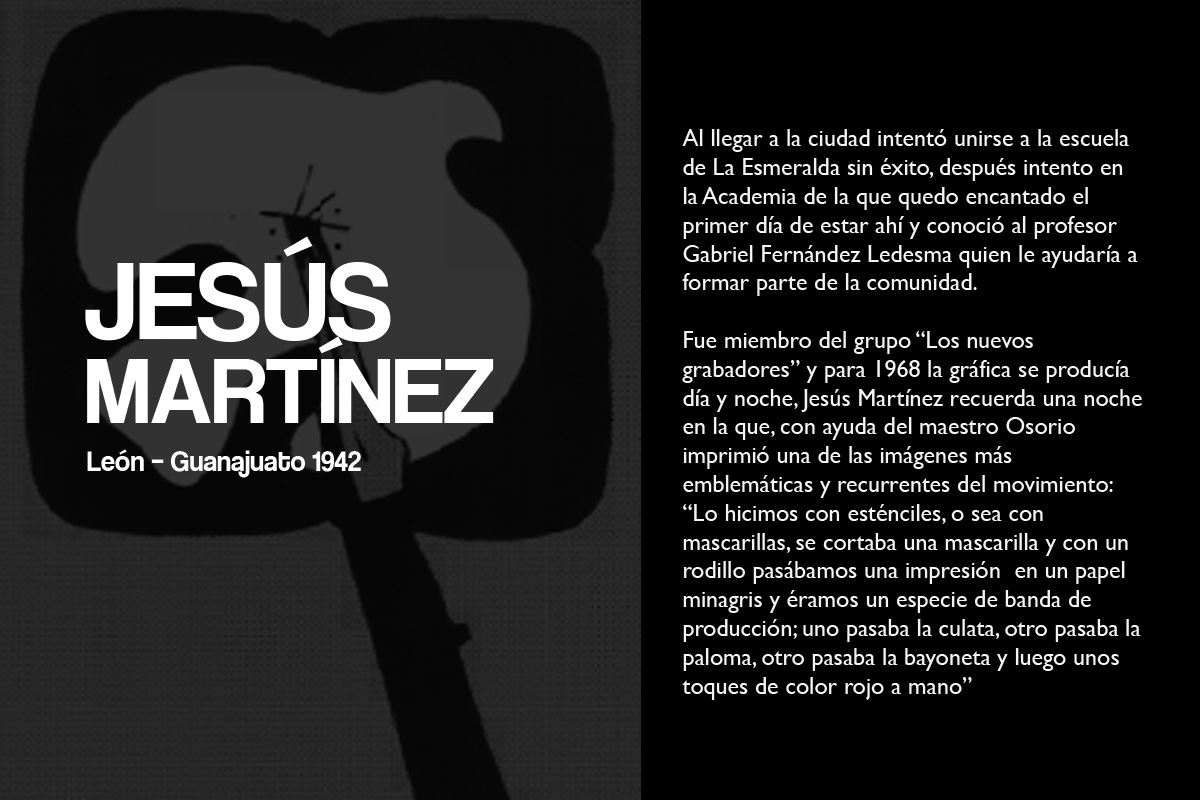 JESÚS
MARTÍNEZ
León - Guanajuato 1942
Al llegar a la ciudad intentó unirse a la escuela
de La Esmeralda sin éxito, después intento en
la Academia de la que quedo encantado el
primer día de estar ahí y conoció al profesor
Gabriel Fernández Ledesma quien le ayudaría a
formar parte de la comunidad.
Fue miembro del grupo “Los nuevos
grabadores” y para 1968 la gráfica se producía
día y noche, Jesús Martínez recuerda una noche
en la que, con ayuda del maestro Osorio
imprimió una de las imágenes más
emblemáticas y recurrentes del movimiento:
“Lo hicimos con esténciles, o sea con
mascarillas, se cortaba una mascarilla y con un
rodillo pasábamos una impresión  en un papel
minagris y éramos un especie de banda de
producción; uno pasaba la culata, otro pasaba la
paloma, otro pasaba la bayoneta y luego unos
toques de color rojo a mano”